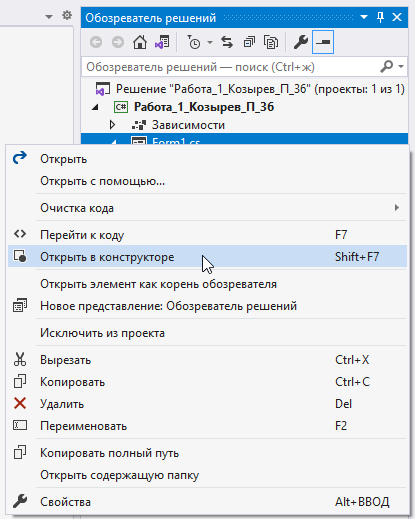 Обозреватель решений
Обозреватель решений — поиск (Ctrl+ж)
Решение "Работа_1_Козырев_П_36" (проекты: 1 из 1)
C# Работа_1_Козырев_П_36
Зависимости
Form1.cs
Открыть
Открыть с помощью...
Очистка кода
Перейти к коду F7
Открыть в конструкторе Shift+F7
Открыть элемент как корень обозревателя
Новое представление: Обозреватель решений
Исключить из проекта
Вырезать Ctrl+X
Копировать Ctrl+C
Удалить Del
Переименовать F2
Копировать полный путь
Открыть содержащую папку
Свойства Alt+ВВОД